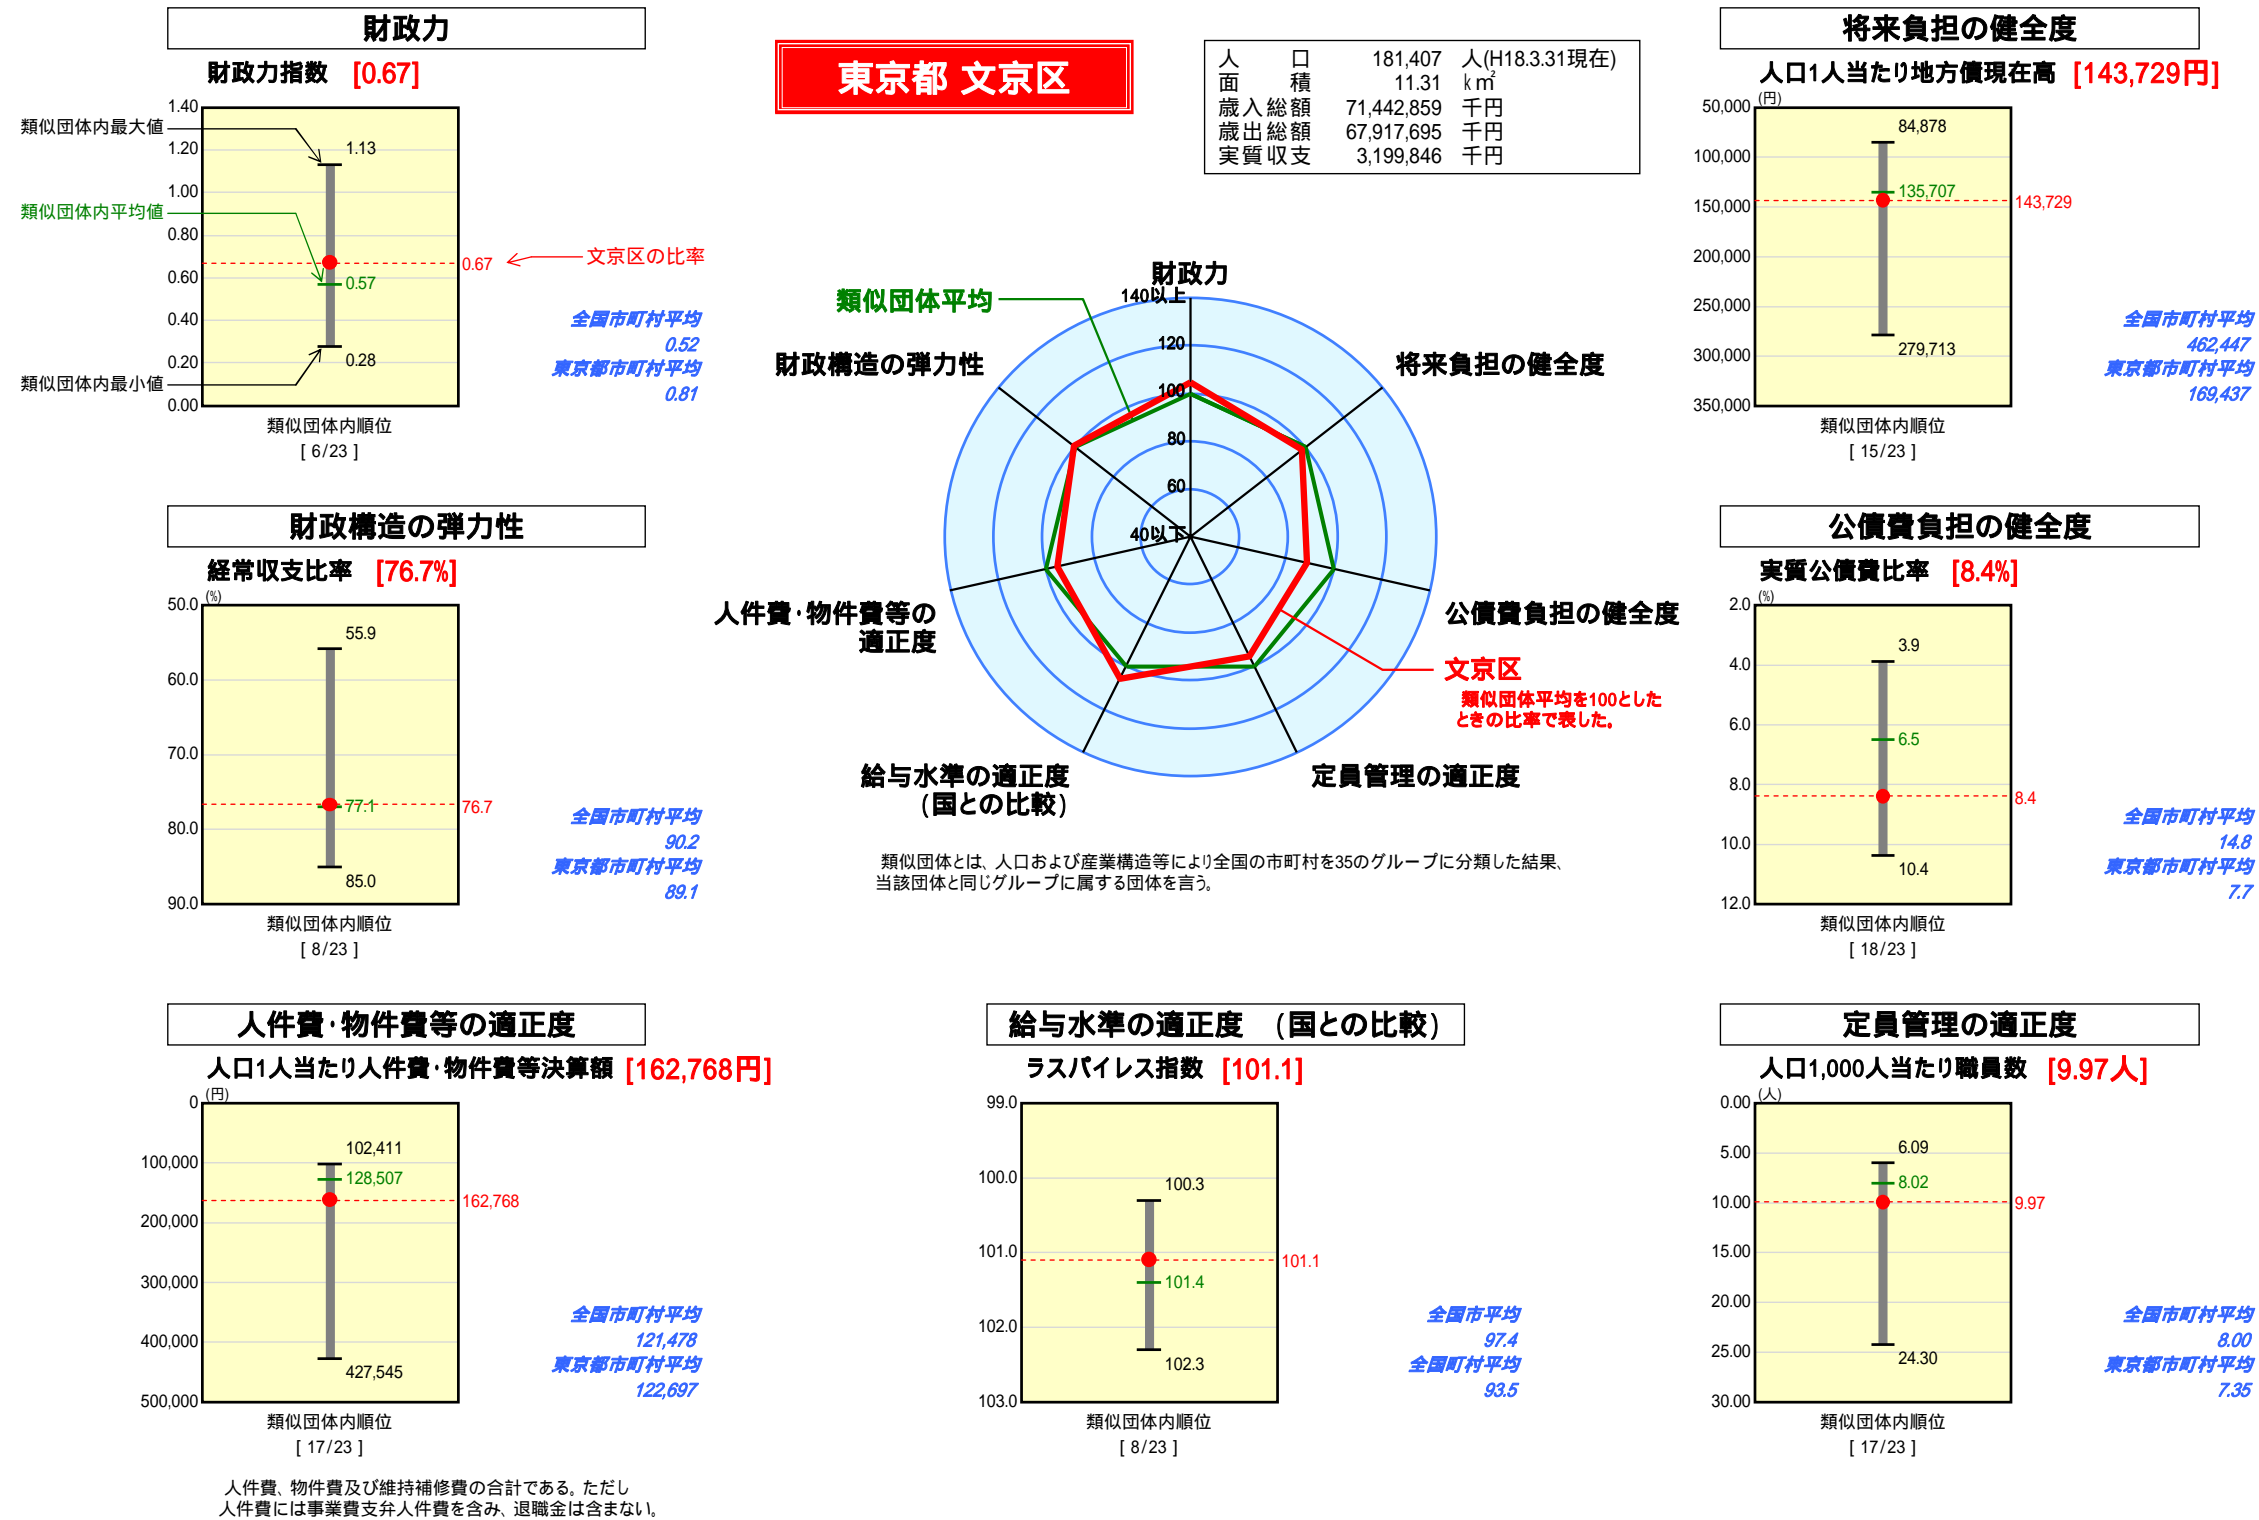 財政力
財政力指数 [0.67]
1.40
1.20
1.00
0.80
0.60
0.40
0.20
0.00
類似団体内最大値
類似団体内平均値
類似団体内最小値
1.13
0.57
0.28
0.67
文京区の比率
全国市町村平均
0.52
東京都市町村平均
0.81
類似団体内順位
[ 6/23 ]
東京都 文京区
人口 181,407 人(H18.3.31現在)
面積 11.31 k㎡
歳入総額 71,442,859 千円
歳出総額 67,917,695 千円
実質収支 3,199,846 千円
将来負担の健全度
人口1人当たり地方債現在高 [143,729円]
(円)
50,000
100,000
150,000
200,000
250,000
300,000
350,000
84,878
135,707
143,729
279,713
全国市町村平均
462,447
東京都市町村平均
169,437
類似団体内順位
[ 15/23 ]
財政力
140以上
120
100
80
60
40以下
類似団体平均
財政構造の弾力性
将来負担の健全度
人件費･物件費等の
適正度
公債費負担の健全度
文京区
類似団体平均を100とした
ときの比率で表した。
給与水準の適正度
(国との比較)
定員管理の適正度
類似団体とは、人口および産業構造等により全国の市町村を35のグループに分類した結果、
当該団体と同じグループに属する団体を言う。
財政構造の弾力性
経常収支比率 [76.7%]
(%)
50.0
60.0
70.0
80.0
90.0
55.9
77.1
76.7
85.0
全国市町村平均
90.2
東京都市町村平均
89.1
類似団体内順位
[ 8/23 ]
公債費負担の健全度
実質公債費比率 [8.4%]
(%)
2.0
4.0
6.0
8.0
10.0
12.0
3.9
6.5
8.4
10.4
全国市町村平均
14.8
東京都市町村平均
7.7
類似団体内順位
[ 18/23 ]
人件費･物件費等の適正度
人口1人当たり人件費･物件費等決算額 [162,768円]
(円)
0
100,000
200,000
300,000
400,000
500,000
102,411
128,507
162,768
427,545
全国市町村平均
121,478
東京都市町村平均
122,697
類似団体内順位
[ 17/23 ]
人件費、物件費及び維持補修費の合計である。ただし
人件費には事業費支弁人件費を含み、退職金は含まない。
給与水準の適正度 (国との比較)
ラスパイレス指数 [101.1]
99.0
100.0
101.0
102.0
103.0
100.3
101.1
101.4
102.3
全国市平均
97.4
全国町村平均
93.5
類似団体内順位
[ 8/23 ]
定員管理の適正度
人口1,000人当たり職員数 [9.97人]
(人)
0.00
5.00
10.00
15.00
20.00
25.00
30.00
6.09
8.02
9.97
24.30
全国市町村平均
8.00
東京都市町村平均
7.35
類似団体内順位
[ 17/23 ]